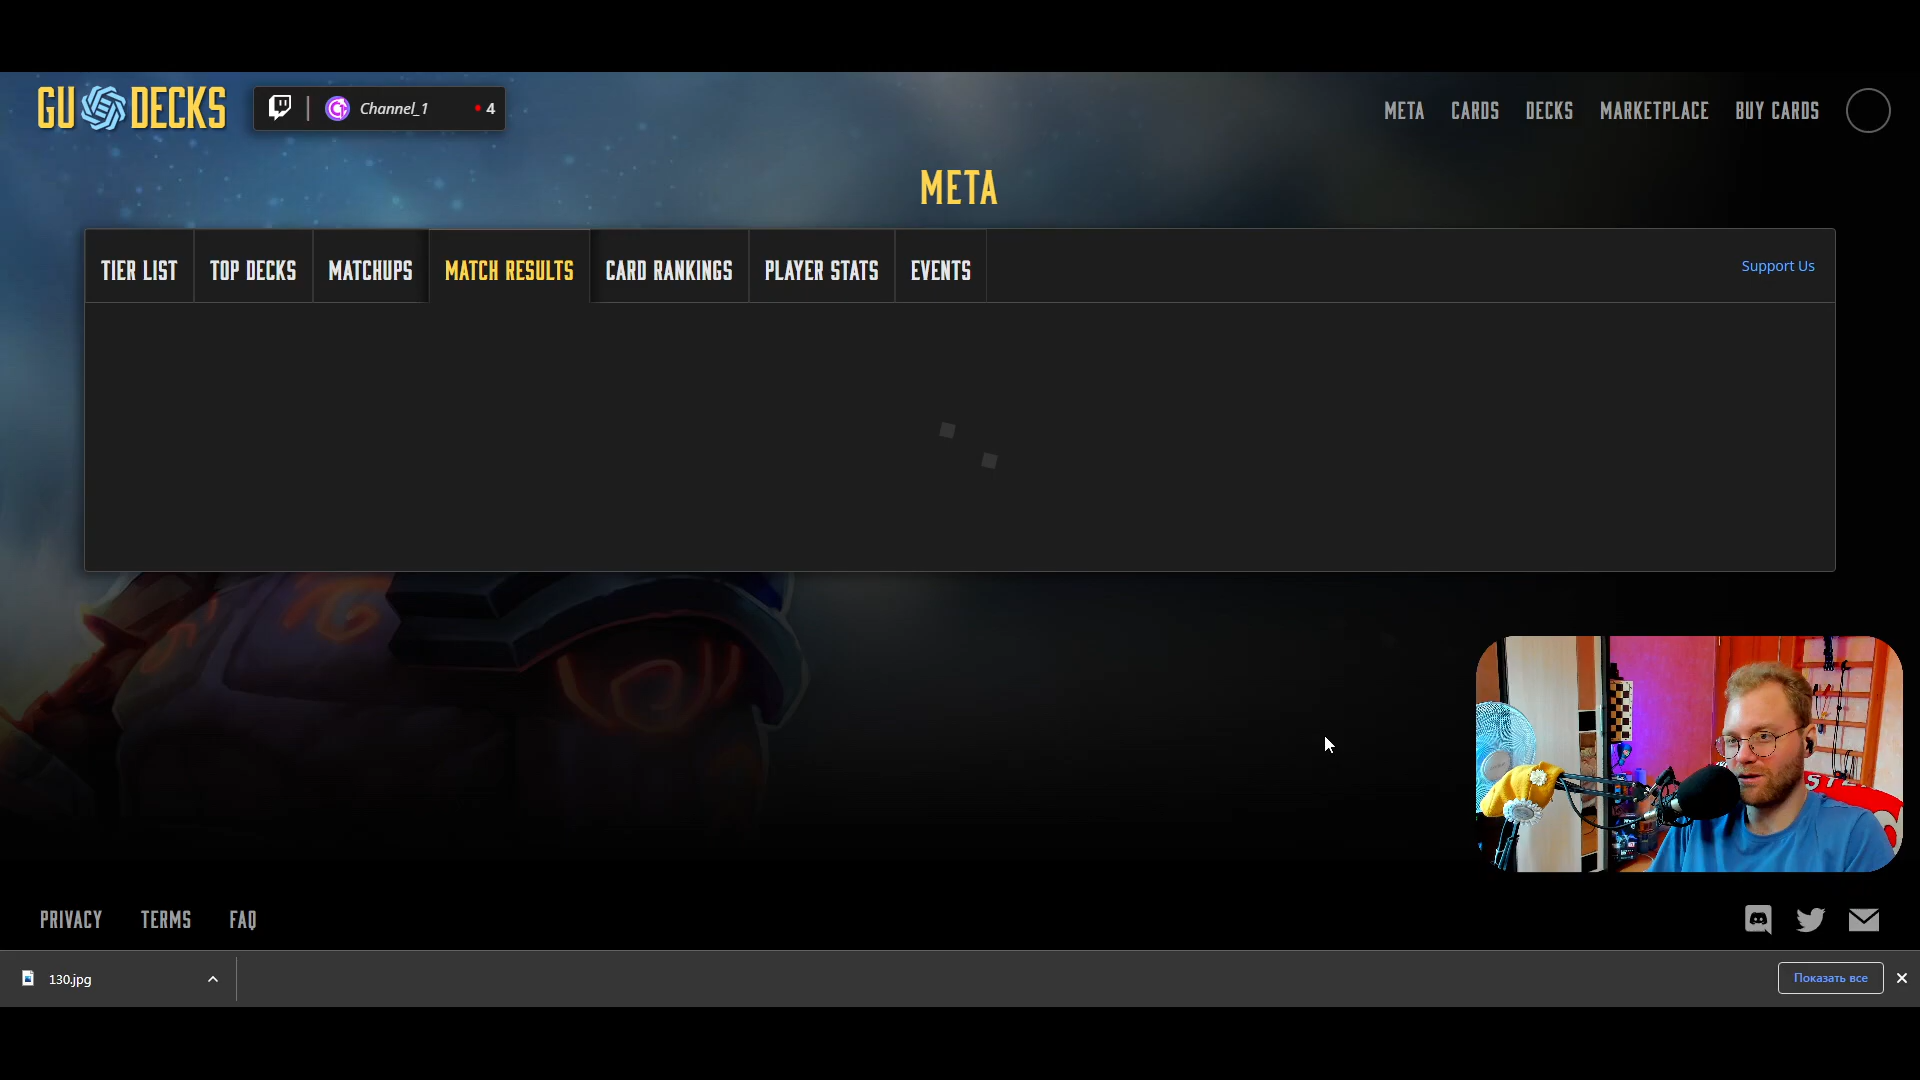 GU DECKS
Channel_1
4
META
CARDS
DECKS
MARKETPLACE
BUY CARDS
META
TIER LIST
TOP DECKS
MATCHUPS
MATCH RESULTS
CARD RANKINGS
PLAYER STATS
EVENTS
Support Us
PRIVACY
TERMS
FAQ
130.jpg
Показать все